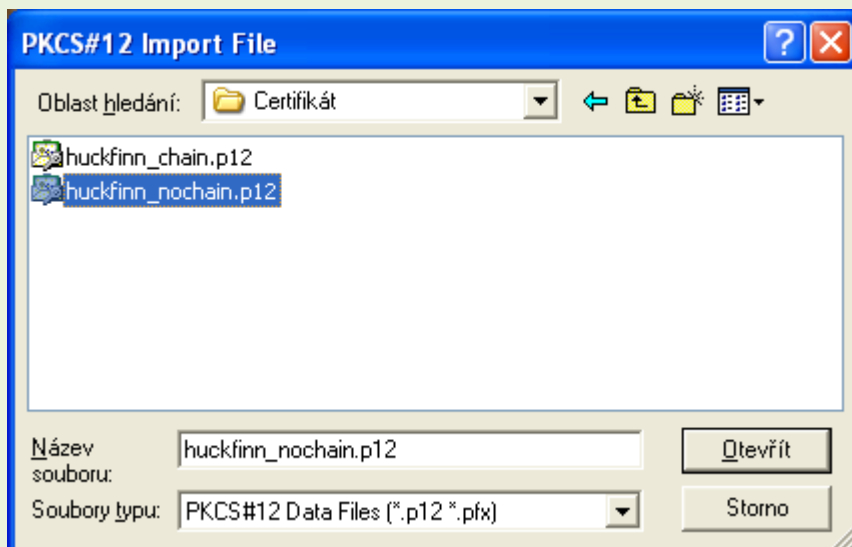 PKCS#12 Import File
Oblast hledání: Certifikát
huckfinn_chain.p12
huckfinn_nochain.p12
Název souboru: huckfinn_nochain.p12 Otevřít
Soubory typu: PKCS#12 Data Files (*.p12 *.pfx) Storno